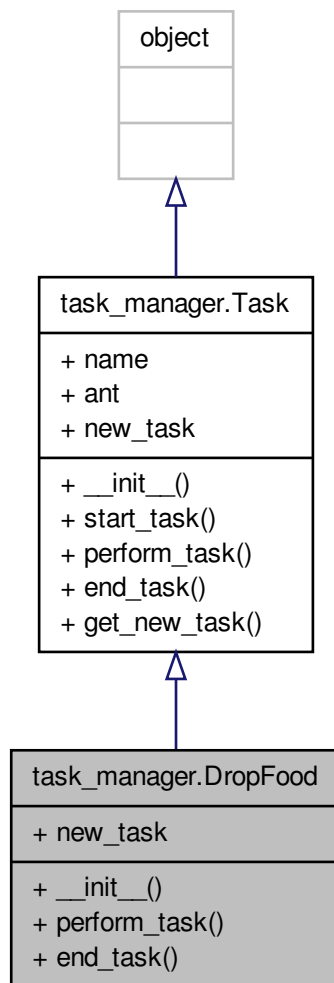 object
task_manager.Task
+ name
+ ant
+ new_task
+ __init__()
+ start_task()
+ perform_task()
+ end_task()
+ get_new_task()
task_manager.DropFood
+ new_task
+ __init__()
+ perform_task()
+ end_task()